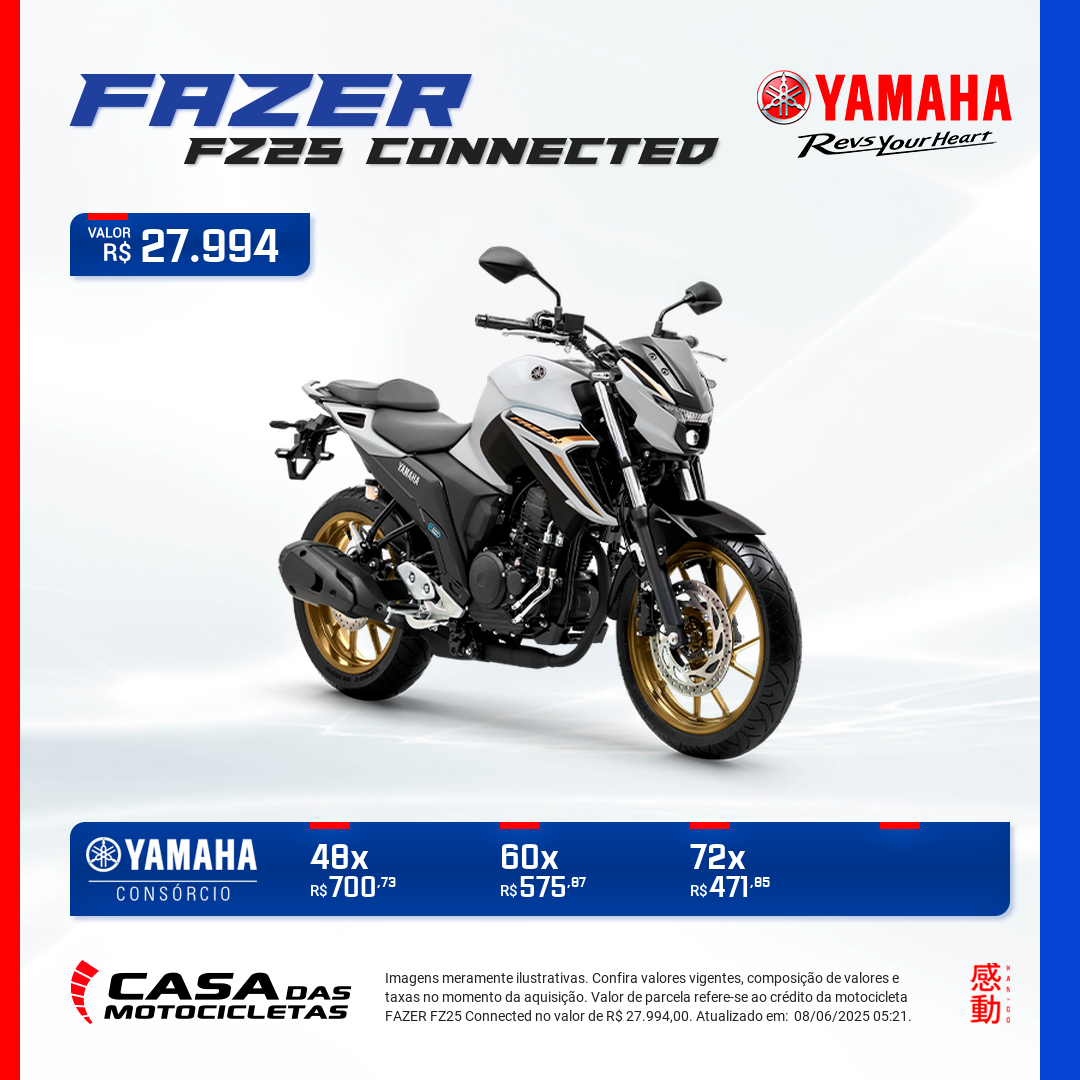 FAZER
FZ25 CONNECTED
YAMAHA
Revs Your Heart
VALOR
R$ 27.994
FAZER
YAMAHA
YAMAHA
CONSÓRCIO
48x
R$ 700,73
60x
R$ 575,87
72x
R$ 471,85
CASA DAS
MOTOCICLETAS
Imagens meramente ilustrativas. Confira valores vigentes, composição de valores e
taxas no momento da aquisição. Valor de parcela refere-se ao crédito da motocicleta
FAZER FZ25 Connected no valor de R$ 27.994,00. Atualizado em: 08/06/2025 05:21.
感動